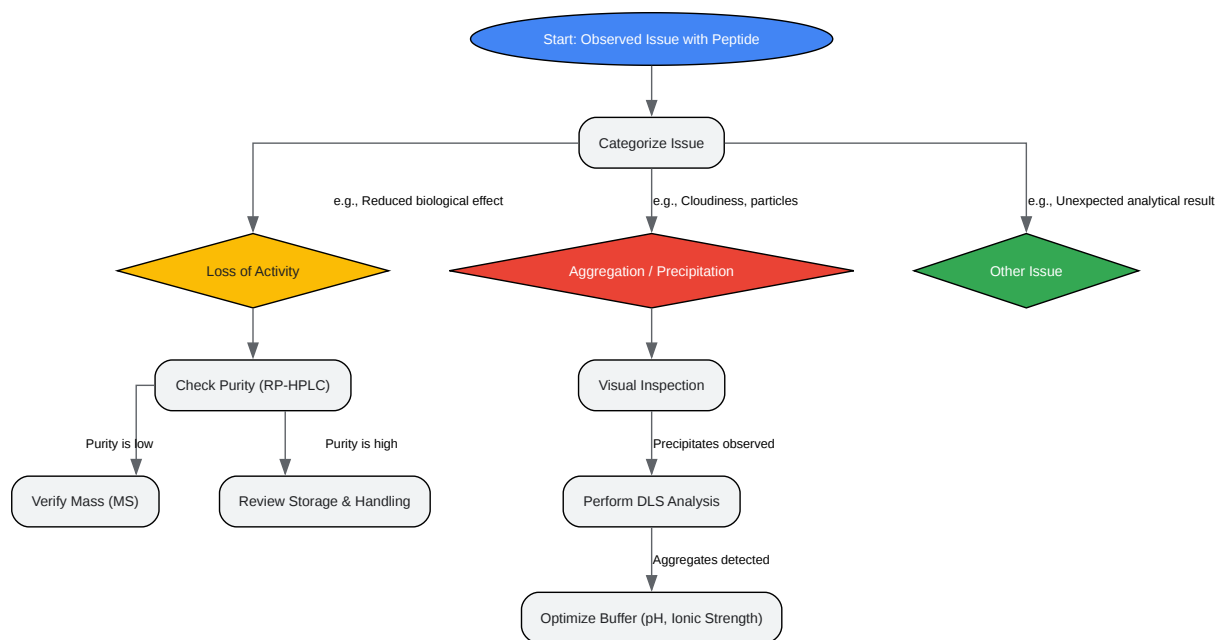 Start: Observed Issue with Peptide
Categorize Issue
e.g., Reduced biological effect
e.g., Cloudiness, particles
e.g., Unexpected analytical result
Loss of Activity
Aggregation / Precipitation
Other Issue
Check Purity (RP-HPLC)
Visual Inspection
Purity is low
Purity is high
Precipitates observed
Verify Mass (MS)
Review Storage & Handling
Perform DLS Analysis
Aggregates detected
Optimize Buffer (pH, Ionic Strength)